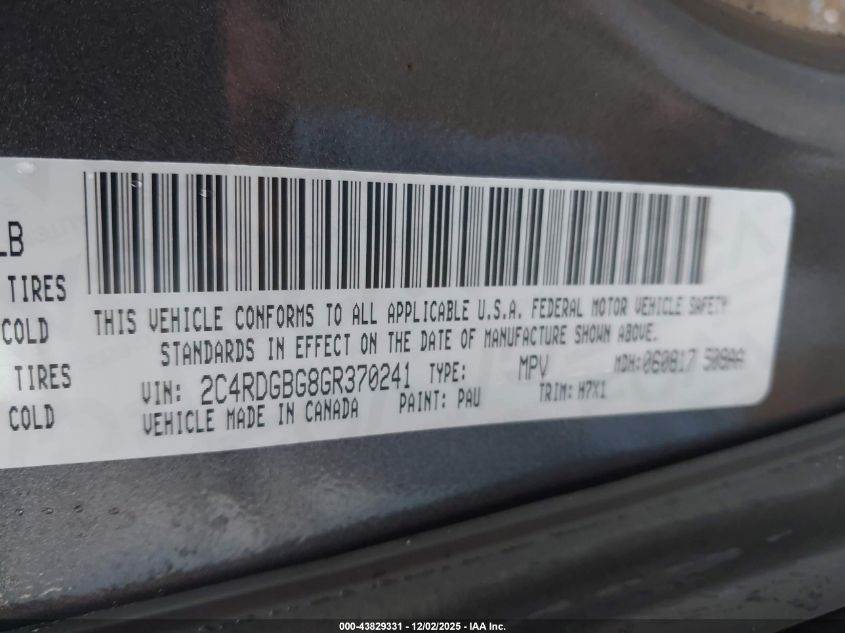 LB
TIRES
COLD
TIRES
COLD
THIS VEHICLE CONFORMS TO ALL APPLICABLE U.S.A. FEDERAL MOTOR VEHICLE SAFETY
STANDARDS IN EFFECT ON THE DATE OF MANUFACTURE SHOWN ABOVE.
VIN: 2C4RDGBG8GR370241 TYPE: MPV MDH:060817 508AA
VEHICLE MADE IN CANADA PAINT: PAU TRIM: H7X1
000-43829331 - 12/02/2025 - IAA Inc.